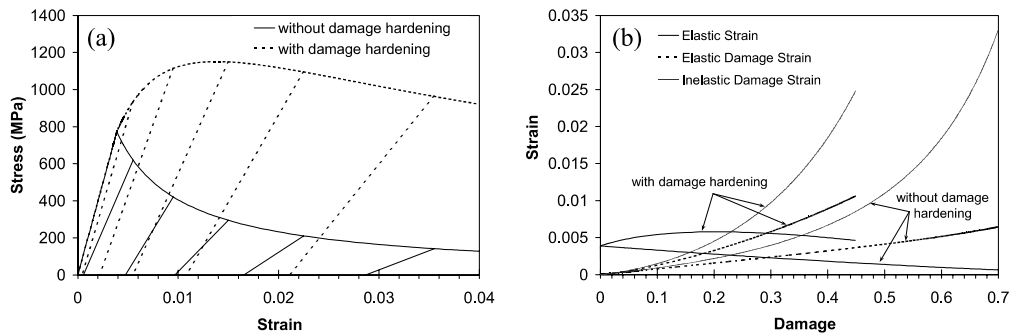 (a)
without damage hardening
with damage hardening
1400
1200
1000
800
600
400
200
0
Stress (MPa)
0
0.01
0.02
0.03
0.04
Strain
(b)
Elastic Strain
Elastic Damage Strain
Inelastic Damage Strain
0.035
0.03
0.025
0.02
0.015
0.01
0.005
0
Strain
with damage hardening
without damage
hardening
0
0.1
0.2
0.3
0.4
0.5
0.6
0.7
Damage